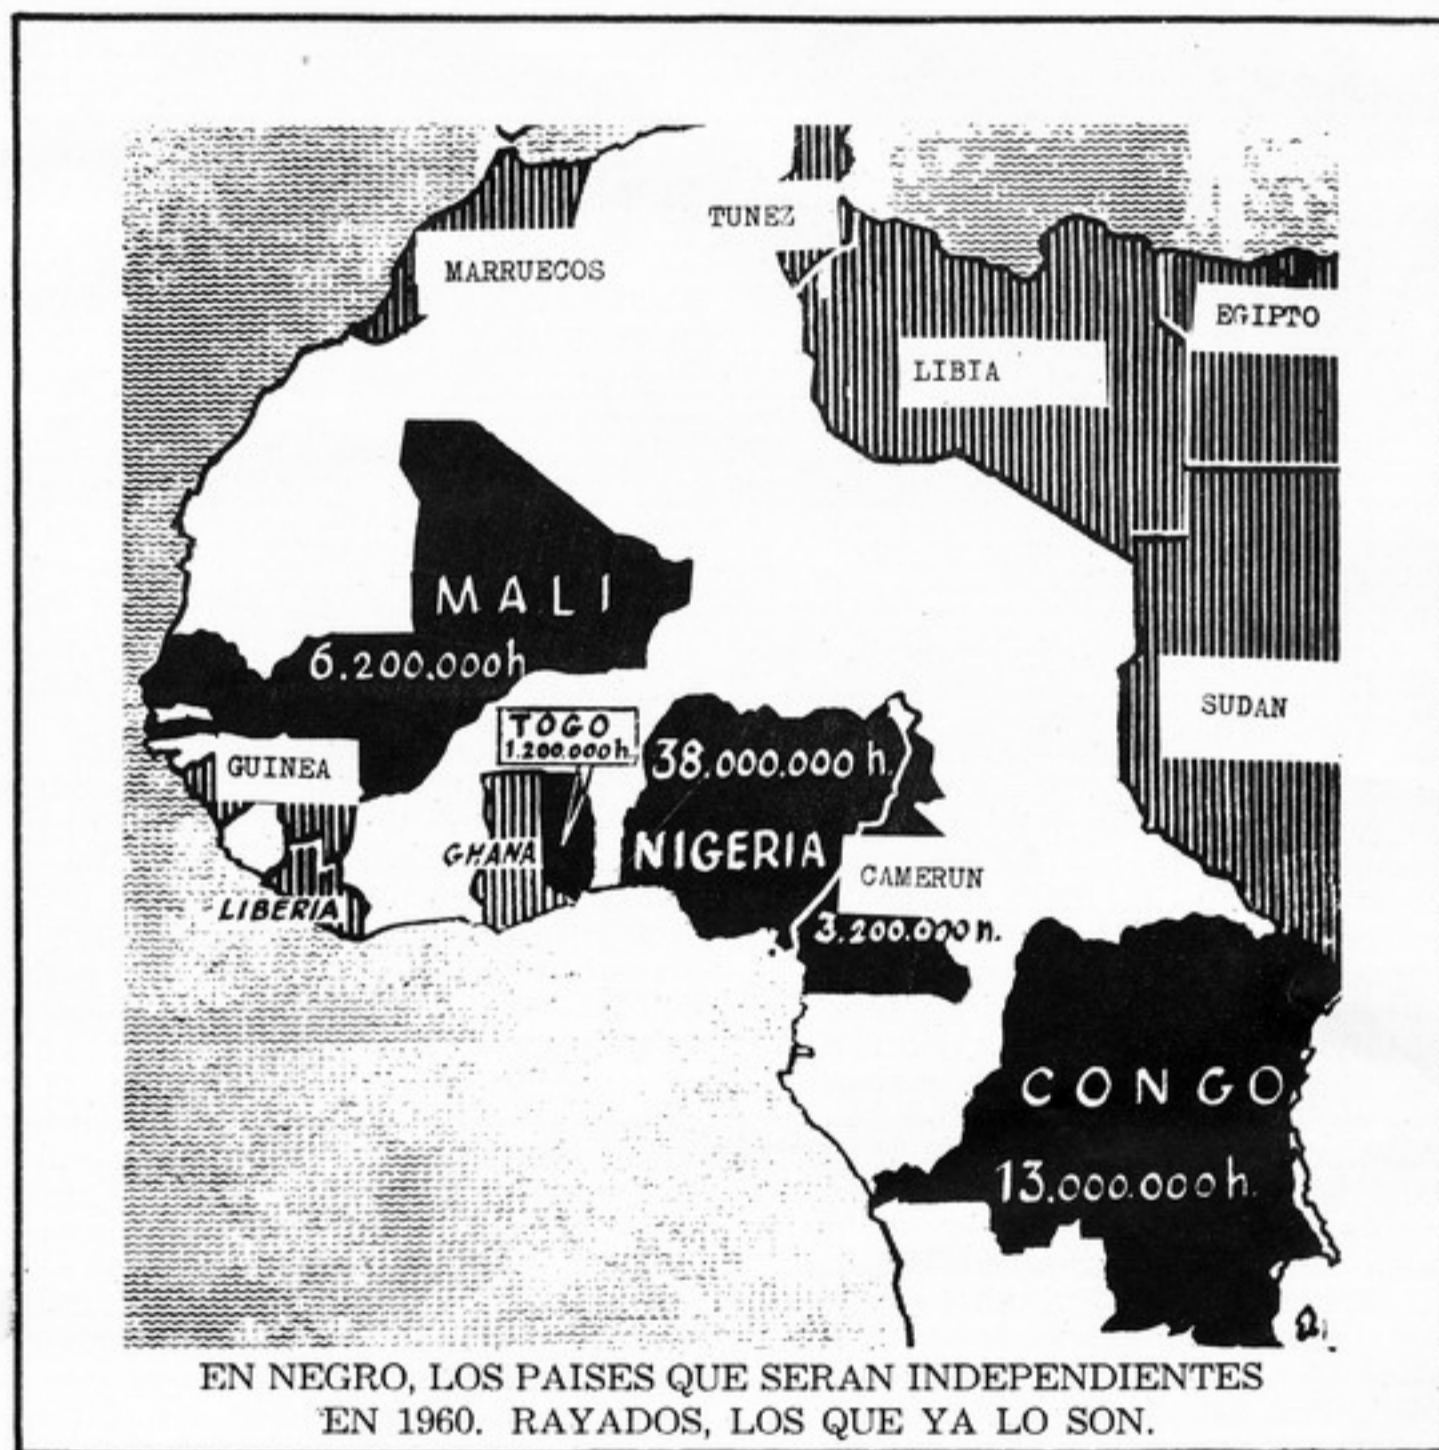 TUNEZ
MARRUECOS
EGIPTO
LIBIA
MALI
6.200.000 h
SUDAN
TOGO
1.200.000 h.
38.000.000 h.
GUINEA
NIGERIA
GHANA
CAMERUN
LIBERIA
3.200.000 n.
CONGO
13.000.000 h.
EN NEGRO, LOS PAISES QUE SERAN INDEPENDIENTES
EN 1960. RAYADOS, LOS QUE YA LO SON.